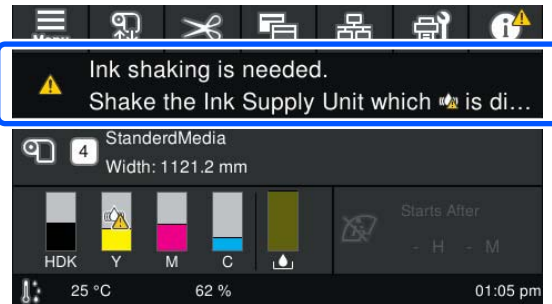 Menu
Ink shaking is needed.
Shake the Ink Supply Unit which is di...
4
StanderdMedia
Width: 1121.2 mm
HDK Y M C
Starts After
- H - M
25 °C 62 % 01:05 pm